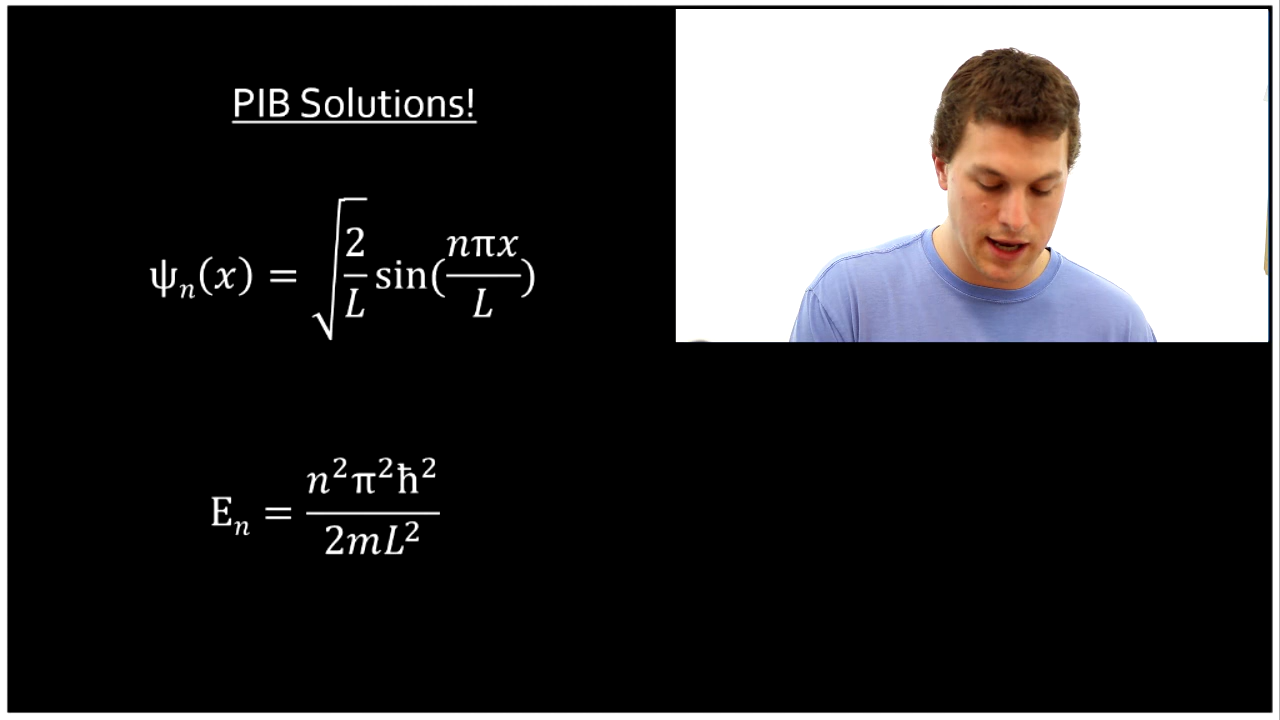 PIB Solutions!
ψₙ(x) = √(2/L) sin(nπx/L)
Eₙ = n²π²ħ²/2mL²